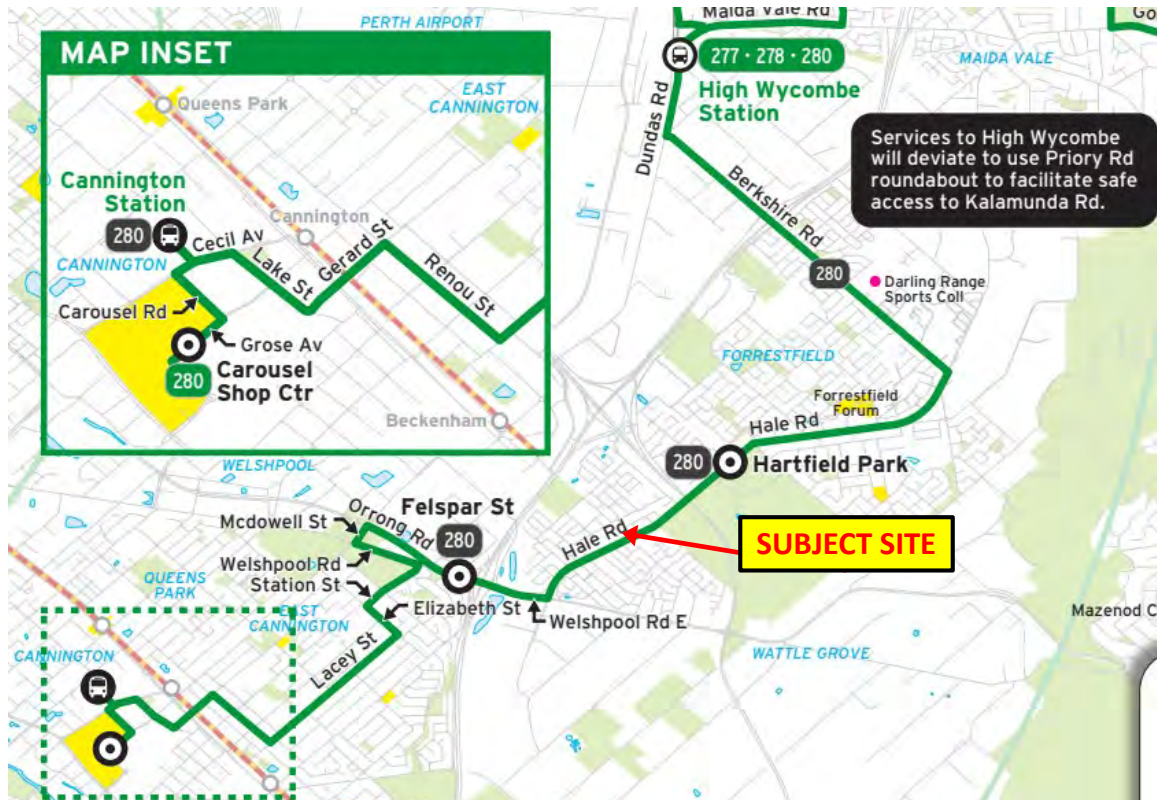 PERTH AIRPORT
Maida Vale Rd
Go
MAP INSET
277 · 278 · 280
MAIDA VALE
High Wycombe
Station
Dundas Rd
Queens Park
EAST
CANNINGTON
Services to High Wycombe
will deviate to use Priory Rd
roundabout to facilitate safe
access to Kalamunda Rd.
Berkshire Rd
Cannington
Station
280
Cecil Av
Cannington
CANNINGTON
Lake St
Gerard St
Renou St
280
Darling Range
Sports Coll
Carousel Rd
Grose Av
280
Carousel
Shop Ctr
FORRESTFIELD
Forrestfield
Forum
Beckenham
Hale Rd
280
Hartfield Park
WELSHPOOL
Felspar St
280
Mcdowell St
Orrong Rd
Hale Rd
SUBJECT SITE
Welshpool Rd
Station St
QUEENS
PARK
EAST
CANNINGTON
Elizabeth St
Welshpool Rd E
Mazenod C
CANNINGTON
Lacey St
WATTLE GROVE